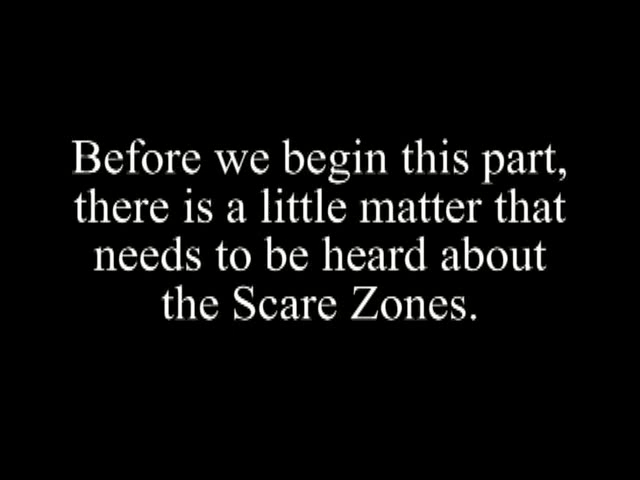 Before we begin this part,
there is a little matter that
needs to be heard about
the Scare Zones.